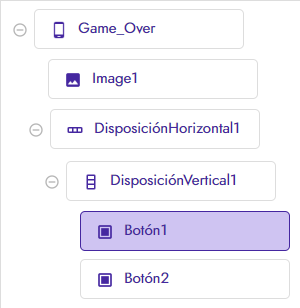 Game_Over
Image1
DisposiciónHorizontal1
DisposiciónVertical1
Botón1
Botón2